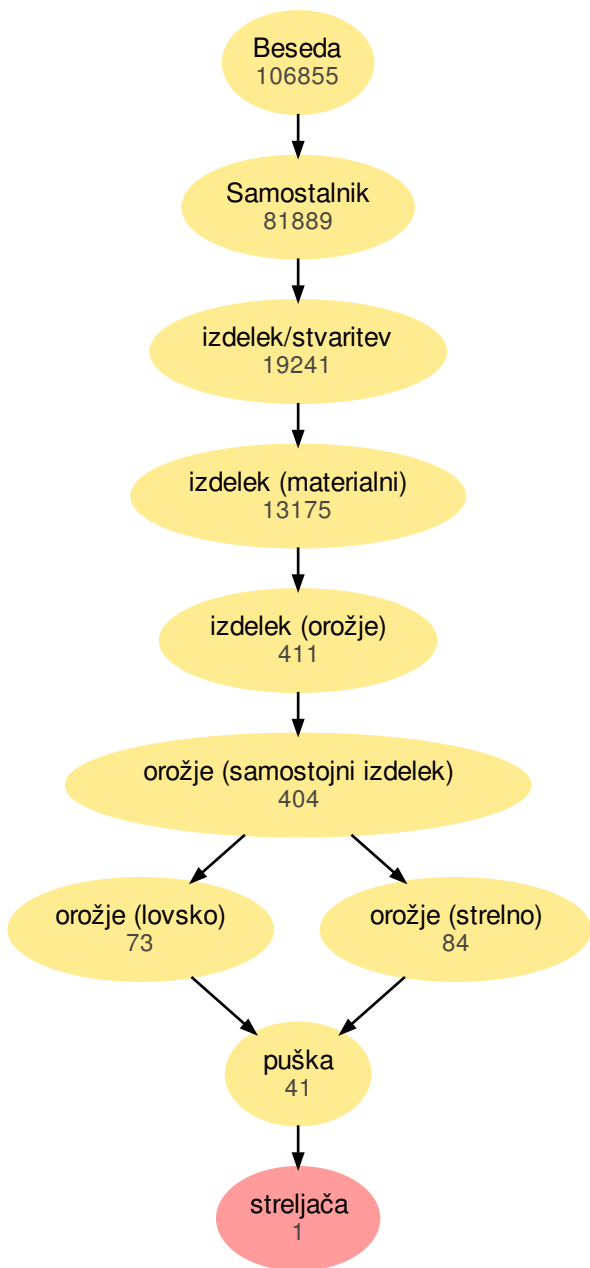 Beseda
106855
Samostalnik
81889
izdelek/stvaritev
19241
izdelek (materialni)
13175
izdelek (orožje)
411
orožje (samostojni izdelek)
404
orožje (lovsko)
73
orožje (strelno)
84
puška
41
streljača
1